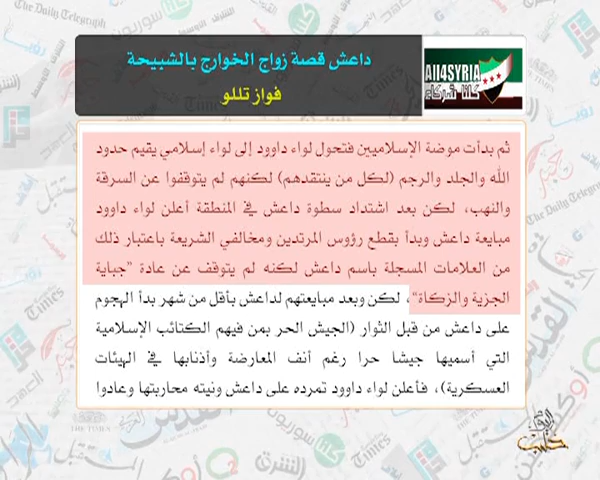 داعش قصة زواج الخوارج بالشبيحة
فواز تللو
All4SYRIA
كلنا شركاء
ثم بدأت موضة الإسلاميين فتحول لواء داوود إلى لواء إسلامي يقيم حدود
الله والجلد والرجم (لكل من ينتقدهم) لكنهم لم يتوقفوا عن السرقة
والنهب، لكن بعد اشتداد سطوة داعش في المنطقة أعلن لواء داوود
مبايعة داعش وبدأ بقطع رؤوس المرتدين ومخالفي الشريعة باعتبار ذلك
من العلامات المسجلة باسم داعش لكنه لم يتوقف عن عادة "جباية
الجزية والزكاة"، لكن وبعد مبايعتهم لداعش بأقل من شهر بدأ الهجوم
على داعش من قبل الثوار (الجيش الحر بمن فيهم الكتائب الإسلامية
التي أسميها جيشا حرا رغم أنف المعارضة وأذنابها في الهيئات
العسكرية)، فأعلن لواء داوود تمرده على داعش ونيته محاربتها وعادوا